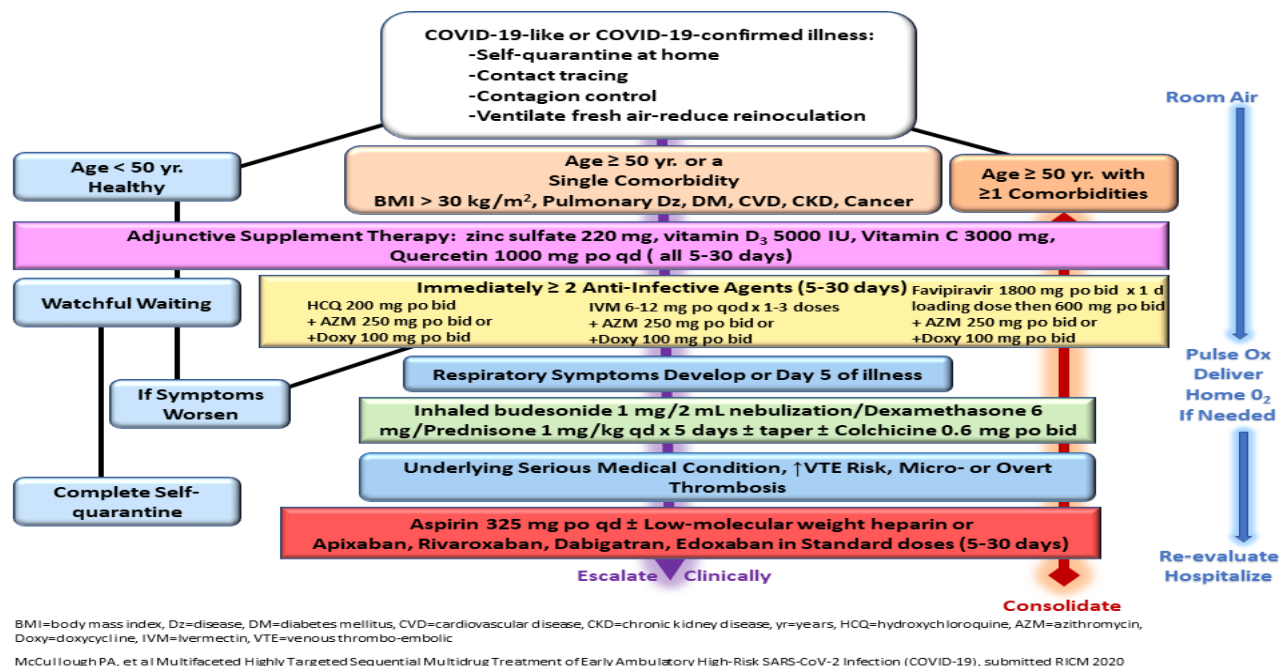 COVID-19-like or COVID-19-confirmed illness:
-Self-quarantine at home
-Contact tracing
-Contagion control
-Ventilate fresh air-reduce reinoculation
Room Air
Age < 50 yr.
Healthy
Age ≥ 50 yr. or a
Single Comorbidity
BMI > 30 kg/m², Pulmonary Dz, DM, CVD, CKD, Cancer
Age ≥ 50 yr. with
≥1 Comorbidities
Adjunctive Supplement Therapy: zinc sulfate 220 mg, vitamin D₃ 5000 IU, Vitamin C 3000 mg,
Quercetin 1000 mg po qd ( all 5-30 days)
Watchful Waiting
Immediately ≥ 2 Anti-Infective Agents (5-30 days)
HCQ 200 mg po bid
+ AZM 250 mg po bid or
+Doxy 100 mg po bid
IVM 6-12 mg po qod x 1-3 doses
+ AZM 250 mg po bid or
+Doxy 100 mg po bid
Favipiravir 1800 mg po bid x 1 d
loading dose then 600 mg po bid
+ AZM 250 mg po bid or
+Doxy 100 mg po bid
Pulse Ox
Deliver
Home 0₂
If Needed
If Symptoms
Worsen
Respiratory Symptoms Develop or Day 5 of illness
Inhaled budesonide 1 mg/2 mL nebulization/Dexamethasone 6
mg/Prednisone 1 mg/kg qd x 5 days ± taper ± Colchicine 0.6 mg po bid
Underlying Serious Medical Condition, ↑VTE Risk, Micro- or Overt
Thrombosis
Complete Self-
quarantine
Aspirin 325 mg po qd ± Low-molecular weight heparin or
Apixaban, Rivaroxaban, Dabigatran, Edoxaban in Standard doses (5-30 days)
Re-evaluate
Hospitalize
Escalate Clinically
Consolidate
BMI=body mass index, Dz=disease, DM=diabetes mellitus, CVD=cardiovascular disease, CKD=chronic kidney disease, yr=years, HCQ=hydroxychloroquine, AZM=azithromycin,
Doxy=doxycycline, IVM=Ivermectin, VTE=venous thrombo-embolic
McCullough PA, et al Multifaceted Highly Targeted Sequential Multidrug Treatment of Early Ambulatory High-Risk SARS-CoV-2 Infection (COVID-19), submitted RICM 2020